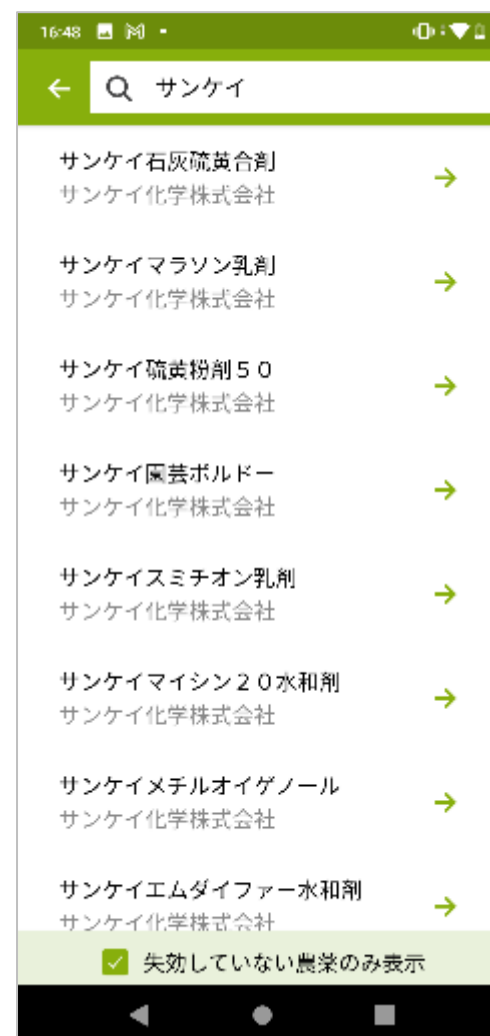 16:48
サンケイ
サンケイ石灰硫黄合剤
サンケイ化学株式会社
サンケイマラソン乳剤
サンケイ化学株式会社
サンケイ硫黄粉剤５０
サンケイ化学株式会社
サンケイ園芸ボルドー
サンケイ化学株式会社
サンケイスミチオン乳剤
サンケイ化学株式会社
サンケイマイシン２０水和剤
サンケイ化学株式会社
サンケイメチルオイゲノール
サンケイ化学株式会社
サンケイエムダイファー水和剤
サンケイ化学株式会社
失効していない農薬のみ表示